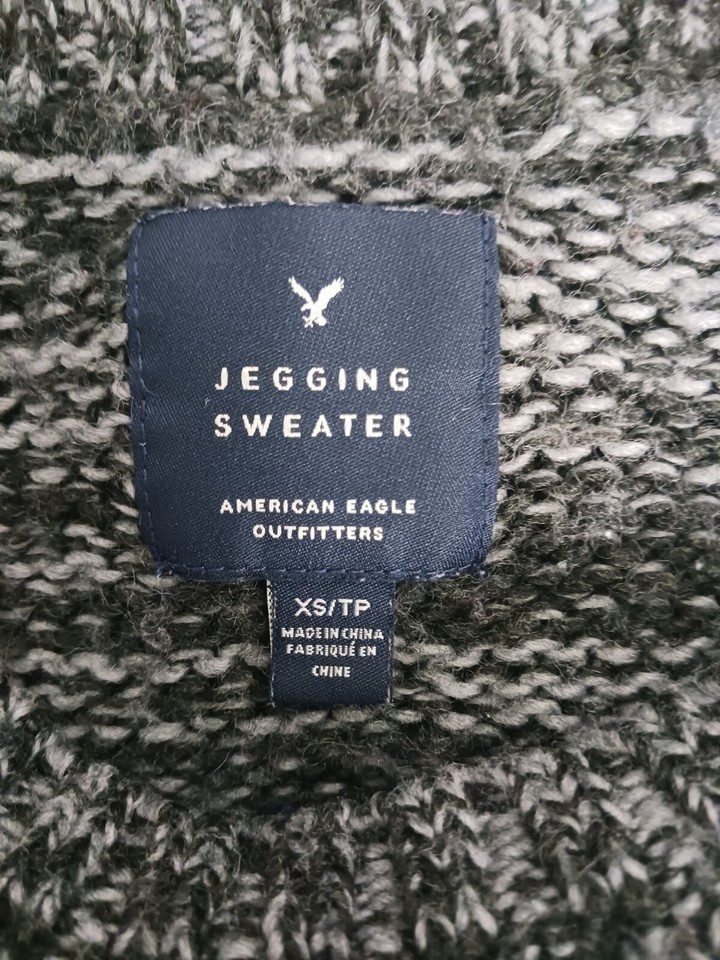 JEGGING
SWEATER
AMERICAN EAGLE
OUTFITTERS
XS/TP
MADE IN CHINA
FABRIQUÉ EN
CHINE